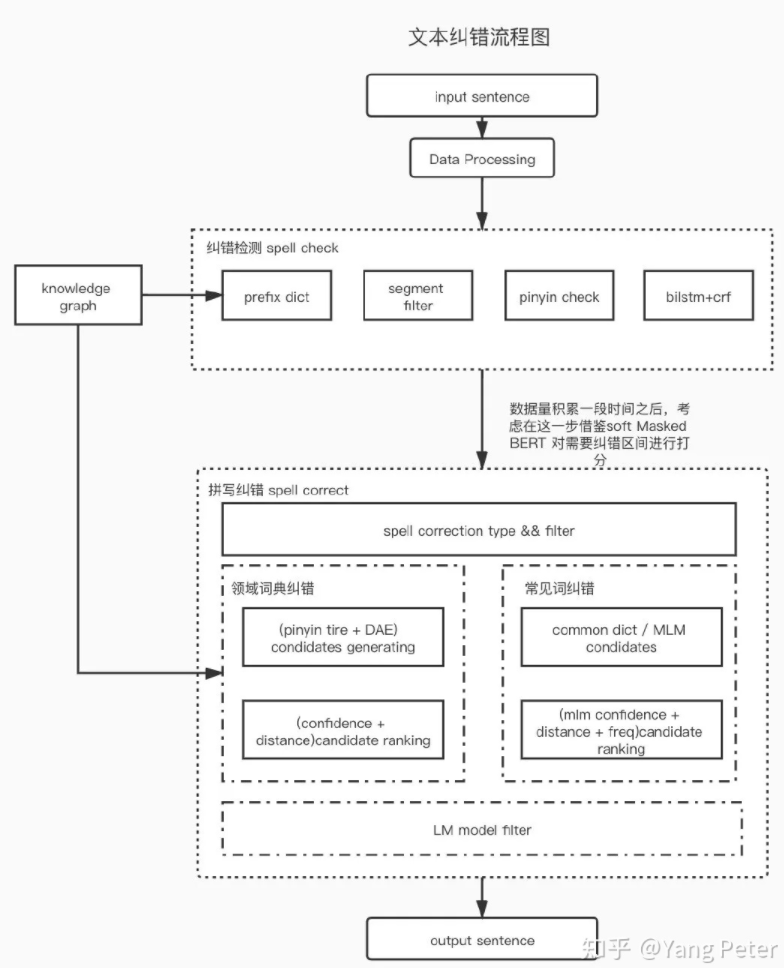 文本纠错流程图
input sentence
Data Processing
纠错检测 spell check
knowledge
graph
prefix dict
segment
filter
pinyin check
bilstm+crf
数据量积累一段时间之后，考
虑在这一步借鉴soft Masked
BERT 对需要纠错区间进行打
分
拼写纠错 spell correct
spell correction type && filter
领域词典纠错
(pinyin tire + DAE)
candidates generating
(confidence +
distance)candidate ranking
常见词纠错
common dict / MLM
candidates
(mlm confidence +
distance + freq)candidate
ranking
LM model filter
output sentence
知乎 @Yang Peter